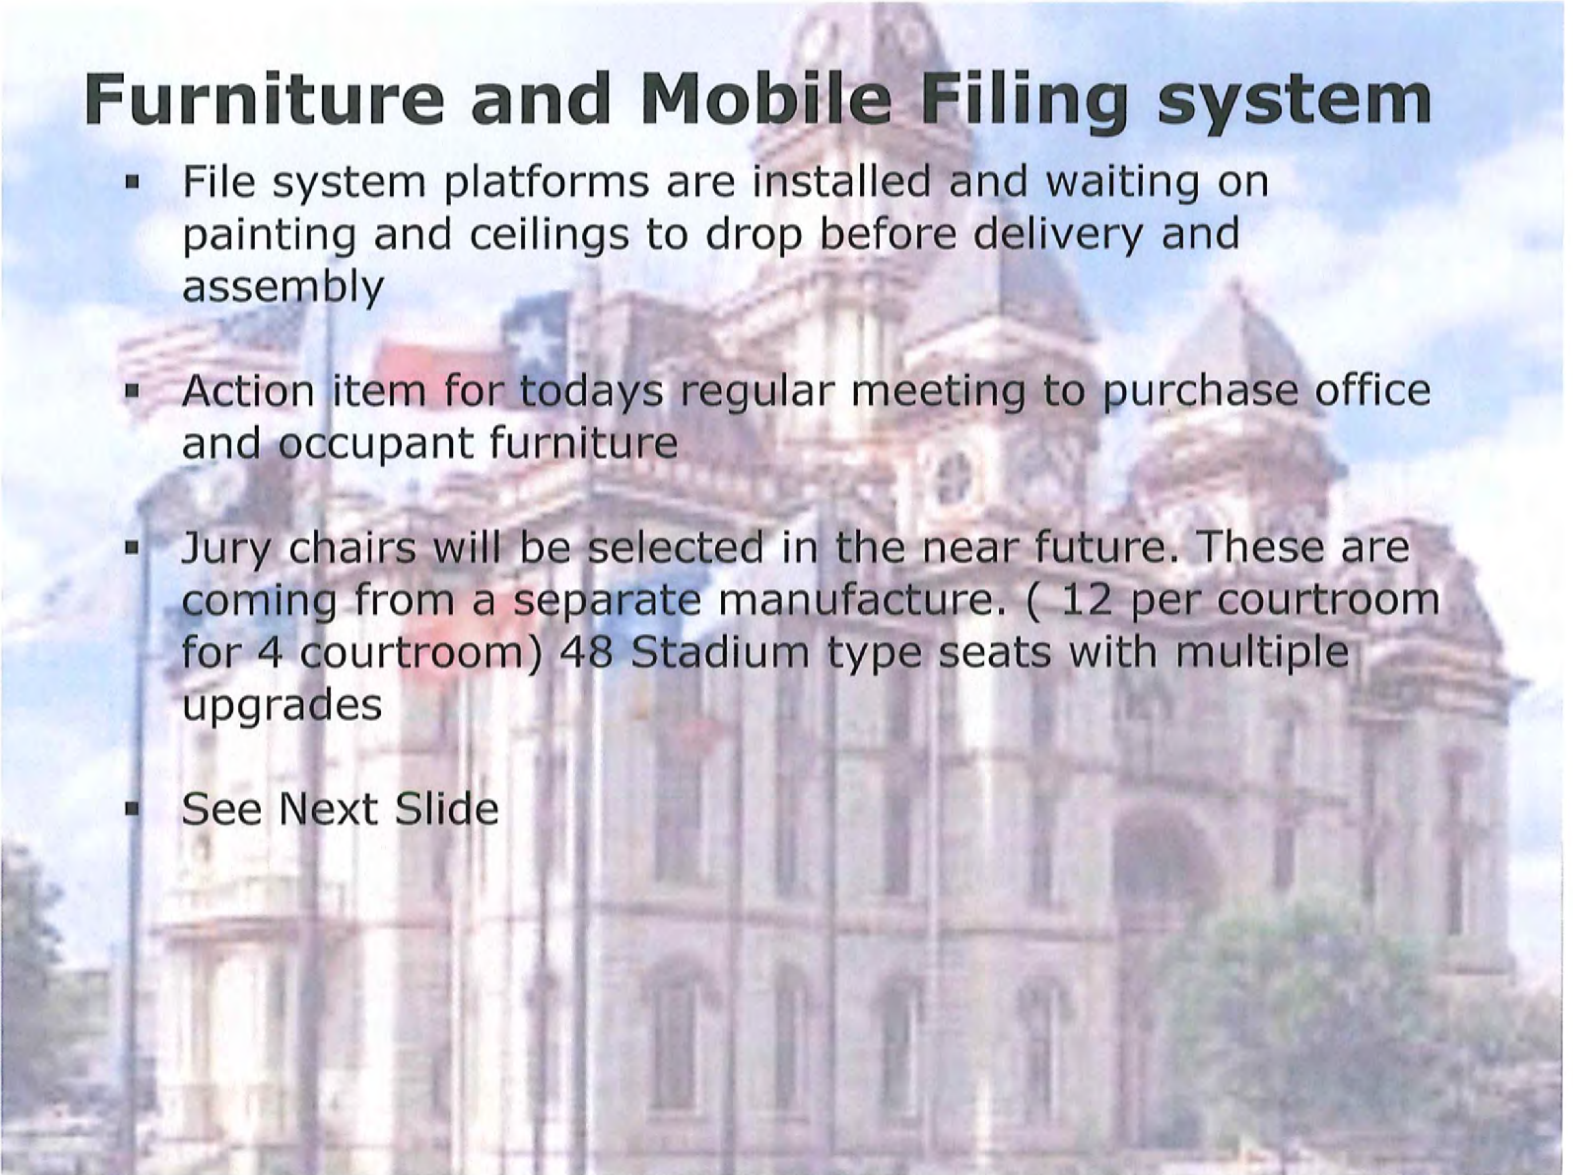 Furniture and Mobile Filing system
▪ File system platforms are installed and waiting on
painting and ceilings to drop before delivery and
assembly
▪ Action item for todays regular meeting to purchase office
and occupant furniture
▪ Jury chairs will be selected in the near future. These are
coming from a separate manufacture. ( 12 per courtroom
for 4 courtroom) 48 Stadium type seats with multiple
upgrades
▪ See Next Slide